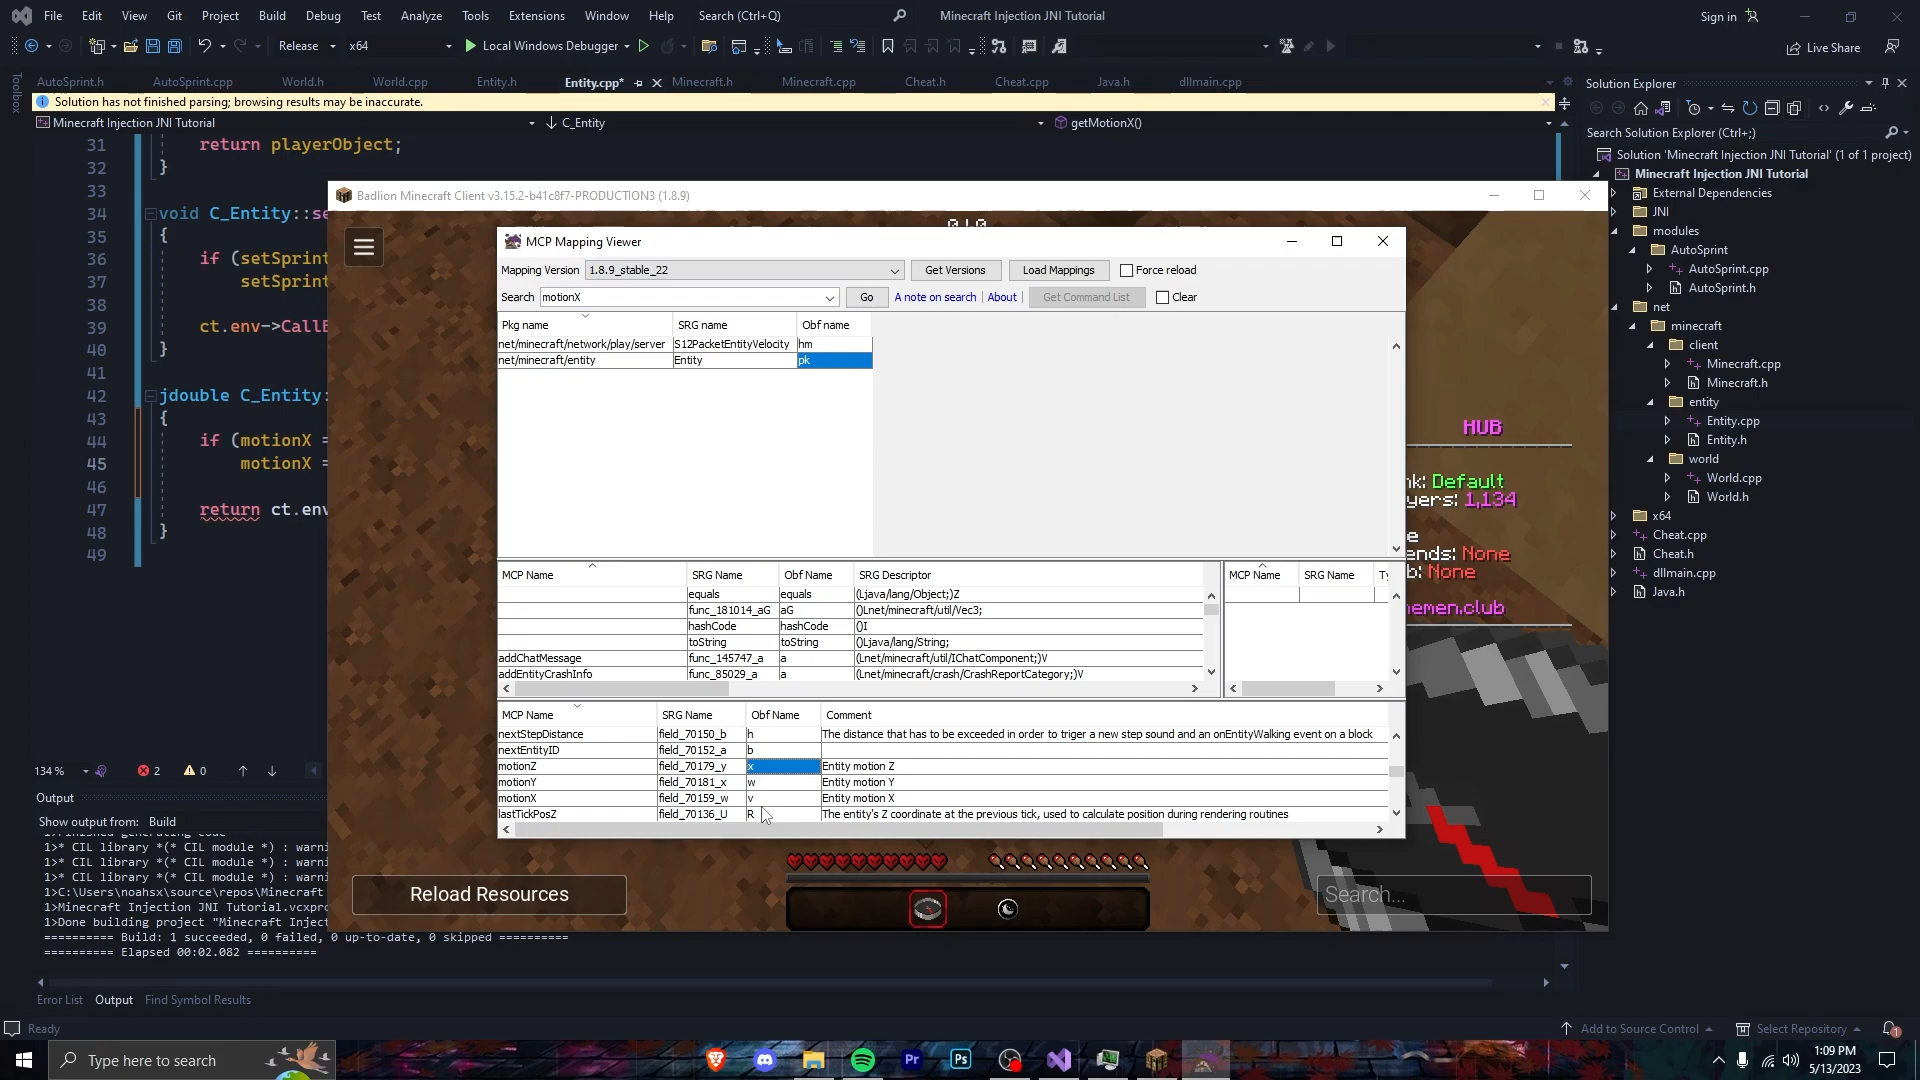 File Edit View Git Project Build Debug Test Analyze Tools Extensions Window Help Search (Ctrl+Q) Minecraft Injection JNI Tutorial Sign in
Release x64 Local Windows Debugger Live Share
AutoSprint.h AutoSprint.cpp World.h World.cpp Entity.h Entity.cpp* Minecraft.h Minecraft.cpp Cheat.h Cheat.cpp Java.h dllmain.cpp
Toolbox
Solution has not finished parsing; browsing results may be inaccurate.
Minecraft Injection JNI Tutorial C_Entity getMotionX()
31 return playerObject;
32 }
33
34 void C_Entity::se
35 {
36 if (setSprint
37 setSprint
38
39 ct.env->CallB
40 }
41
42 jdouble C_Entity:
43 {
44 if (motionX =
45 motionX =
46
47 return ct.env
48 }
49
134 % 2 0
Badlion Minecraft Client v3.15.2-b41c8f7-PRODUCTION3 (1.8.9)
MCP Mapping Viewer
Mapping Version 1.8.9_stable_22 Get Versions Load Mappings Force reload
Search motionX Go A note on search About Get Command List Clear
Pkg name SRG name Obf name
net/minecraft/network/play/server S12PacketEntityVelocity hm
net/minecraft/entity Entity pk
MCP Name SRG Name Obf Name SRG Descriptor
equals equals (Ljava/lang/Object;)Z
func_181014_aG aG ()Lnet/minecraft/util/Vec3;
hashCode hashCode ()I
toString toString ()Ljava/lang/String;
addChatMessage func_145747_a a (Lnet/minecraft/util/IChatComponent;)V
addEntityCrashInfo func_85029_a a (Lnet/minecraft/crash/CrashReportCategory;)V
MCP Name SRG Name Ty
MCP Name SRG Name Obf Name Comment
nextStepDistance field_70150_b h The distance that has to be exceeded in order to triger a new step sound and an onEntityWalking event on a block
nextEntityID field_70152_a b
motionZ field_70179_y x Entity motion Z
motionY field_70181_x w Entity motion Y
motionX field_70159_w v Entity motion X
lastTickPosZ field_70136_U R The entity's Z coordinate at the previous tick, used to calculate position during rendering routines
HUB
nk: Default
yers: 1,134
e
ends: None
b: None
nemen.club
Reload Resources
Search...
Solution Explorer
Search Solution Explorer (Ctrl+;)
Solution 'Minecraft Injection JNI Tutorial' (1 of 1 project)
Minecraft Injection JNI Tutorial
External Dependencies
JNI
modules
AutoSprint
AutoSprint.cpp
AutoSprint.h
net
minecraft
client
Minecraft.cpp
Minecraft.h
entity
Entity.cpp
Entity.h
world
World.cpp
World.h
x64
Cheat.cpp
Cheat.h
dllmain.cpp
Java.h
Output
Show output from: Build
1>Finished generating code
1>* CIL library *(* CIL module *) : warni
1>* CIL library *(* CIL module *) : warni
1>* CIL library *(* CIL module *) : warni
1>C:\Users\noahsx\source\repos\Minecraft
1>Minecraft Injection JNI Tutorial.vcxpro
1>Done building project "Minecraft Inject
========== Build: 1 succeeded, 0 failed, 0 up-to-date, 0 skipped ==========
========== Elapsed 00:02.082 ==========
Error List Output Find Symbol Results
Ready Add to Source Control Select Repository 1
Type here to search
1:09 PM
5/13/2023